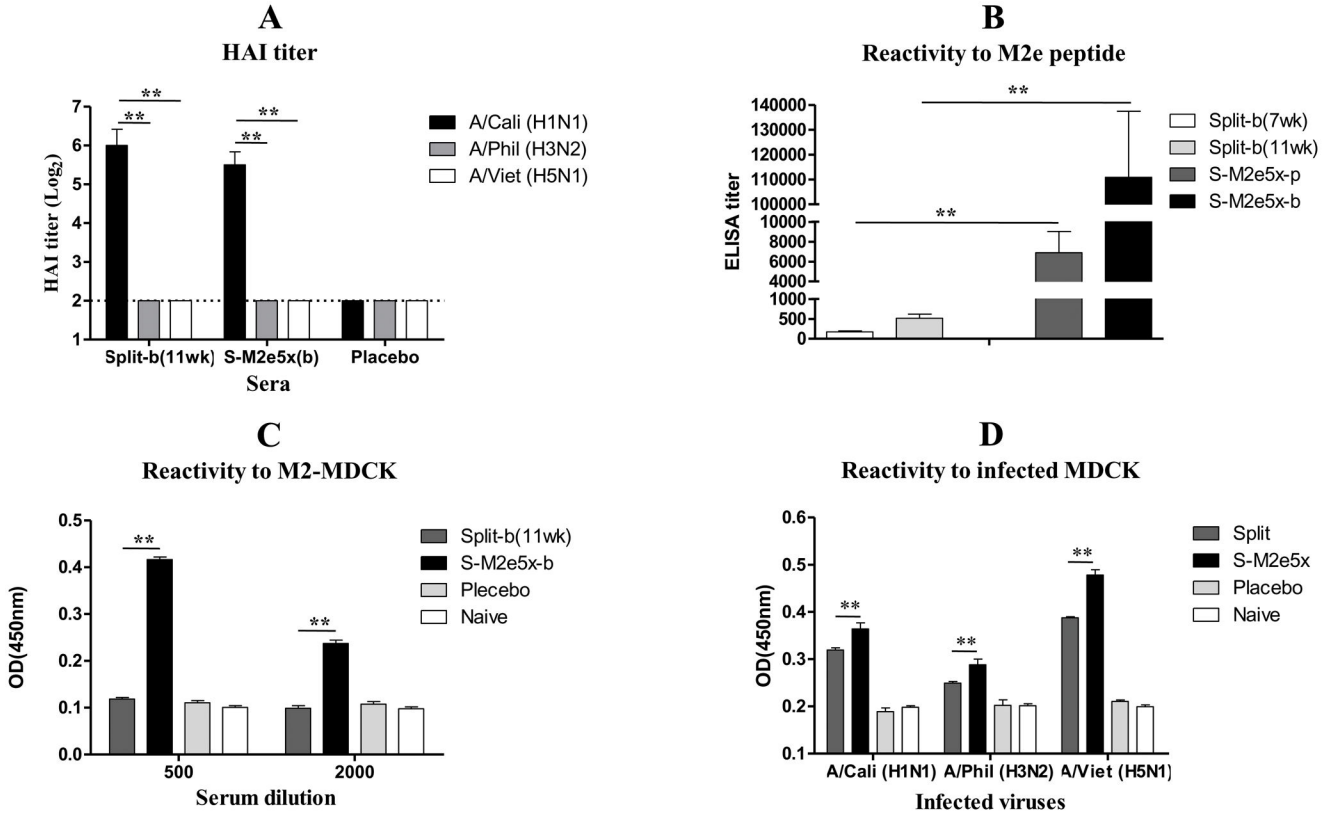 A
HAI titer
HAI titer (Log2)
7
6
5
4
3
2
1
**
**
**
**
Split-b(11wk)
S-M2e5x(b)
Placebo
Sera
A/Cali (H1N1)
A/Phil (H3N2)
A/Viet (H5N1)
B
Reactivity to M2e peptide
ELISA titer
140000
130000
120000
110000
100000
10000
8000
6000
4000
1000
500
0
**
**
Split-b(7wk)
Split-b(11wk)
S-M2e5x-p
S-M2e5x-b
C
Reactivity to M2-MDCK
OD(450nm)
0.5
0.4
0.3
0.2
0.1
0.0
**
**
500
2000
Serum dilution
Split-b(11wk)
S-M2e5x-b
Plecebo
Naive
D
Reactivity to infected MDCK
OD(450nm)
0.6
0.5
0.4
0.3
0.2
0.1
**
**
**
A/Cali (H1N1)
A/Phil (H3N2)
A/Viet (H5N1)
Infected viruses
Split
S-M2e5x
Placebo
Naive